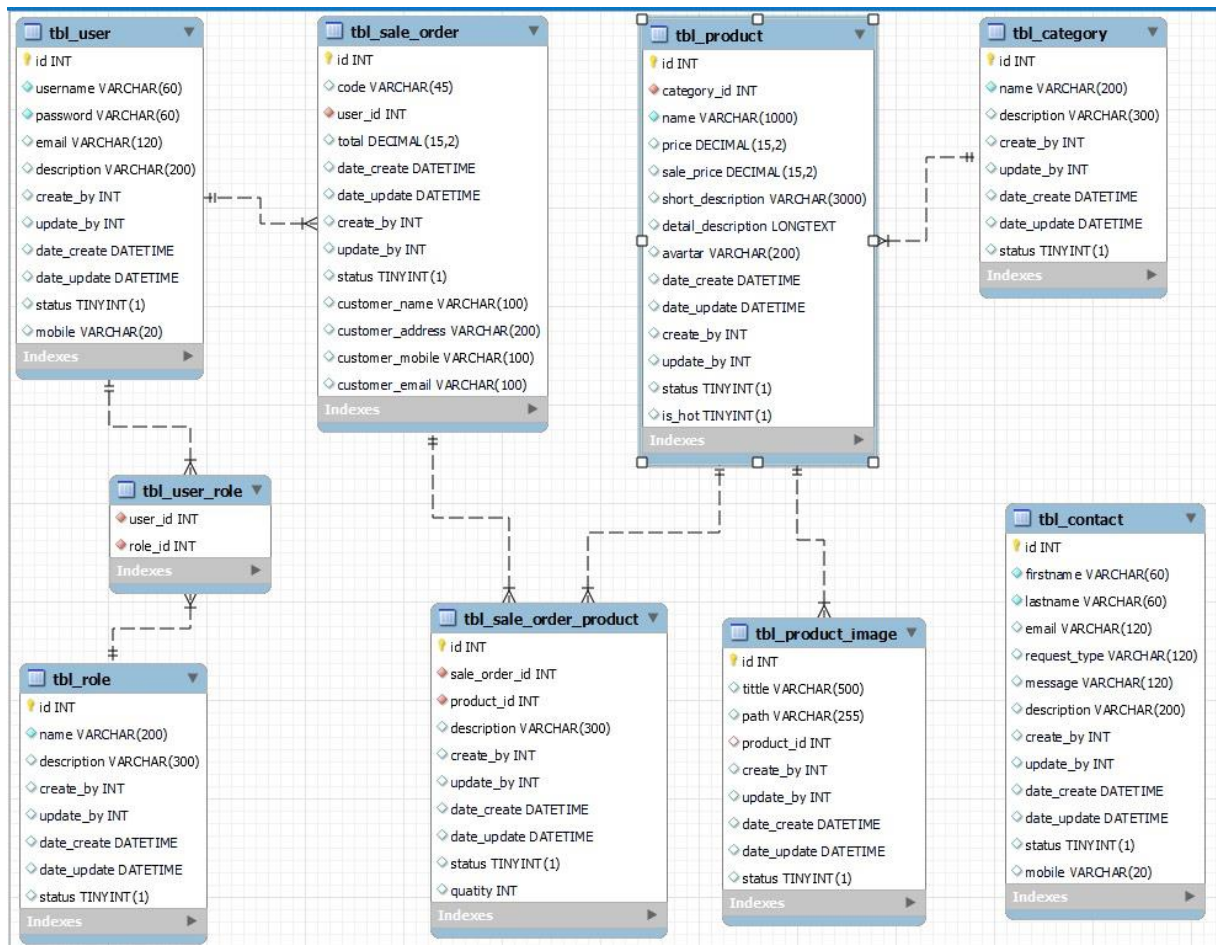 tbl_user
id INT
username VARCHAR(60)
password VARCHAR(60)
email VARCHAR(120)
description VARCHAR(200)
create_by INT
update_by INT
date_create DATETIME
date_update DATETIME
status TINYINT(1)
mobile VARCHAR(20)
Indexes
tbl_sale_order
id INT
code VARCHAR(45)
user_id INT
total DECIMAL(15,2)
date_create DATETIME
date_update DATETIME
create_by INT
update_by INT
status TINYINT(1)
customer_name VARCHAR(100)
customer_address VARCHAR(200)
customer_mobile VARCHAR(100)
customer_email VARCHAR(100)
Indexes
tbl_product
id INT
category_id INT
name VARCHAR(1000)
price DECIMAL(15,2)
sale_price DECIMAL(15,2)
short_description VARCHAR(3000)
detail_description LONGTEXT
avartar VARCHAR(200)
date_create DATETIME
date_update DATETIME
create_by INT
update_by INT
status TINYINT(1)
is_hot TINYINT(1)
Indexes
tbl_category
id INT
name VARCHAR(200)
description VARCHAR(300)
create_by INT
update_by INT
date_create DATETIME
date_update DATETIME
status TINYINT(1)
Indexes
tbl_user_role
user_id INT
role_id INT
Indexes
tbl_role
id INT
name VARCHAR(200)
description VARCHAR(300)
create_by INT
update_by INT
date_create DATETIME
date_update DATETIME
status TINYINT(1)
Indexes
tbl_sale_order_product
id INT
sale_order_id INT
product_id INT
description VARCHAR(300)
create_by INT
update_by INT
date_create DATETIME
date_update DATETIME
status TINYINT(1)
quatity INT
Indexes
tbl_product_image
id INT
tittle VARCHAR(500)
path VARCHAR(255)
product_id INT
create_by INT
update_by INT
date_create DATETIME
date_update DATETIME
status TINYINT(1)
Indexes
tbl_contact
id INT
firstname VARCHAR(60)
lastname VARCHAR(60)
email VARCHAR(120)
request_type VARCHAR(120)
message VARCHAR(120)
description VARCHAR(200)
create_by INT
update_by INT
date_create DATETIME
date_update DATETIME
status TINYINT(1)
mobile VARCHAR(20)
Indexes